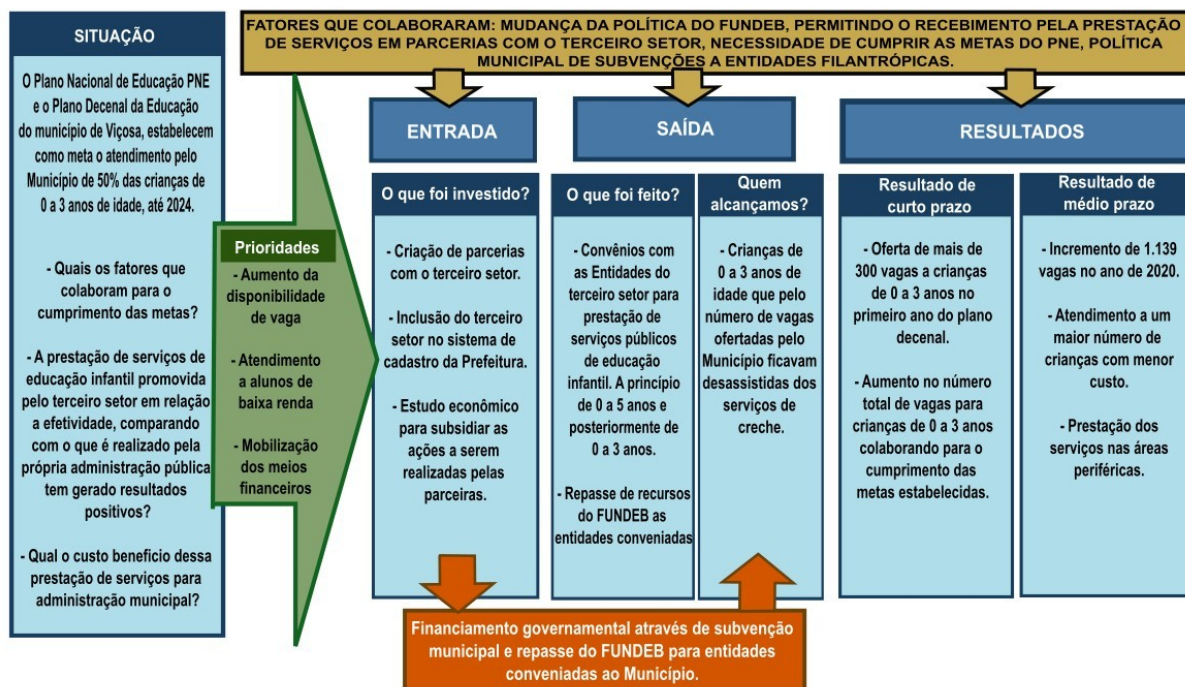 FATORES QUE COLABORARAM: MUDANÇA DA POLÍTICA DO FUNDEB, PERMITINDO O RECEBIMENTO PELA PRESTAÇÃO
DE SERVIÇOS EM PARCERIAS COM O TERCEIRO SETOR, NECESSIDADE DE CUMPRIR AS METAS DO PNE, POLÍTICA
MUNICIPAL DE SUBVENÇÕES A ENTIDADES FILANTRÓPICAS.
SITUAÇÃO
O Plano Nacional de Educação PNE
e o Plano Decenal da Educação
do município de Viçosa, estabelecem
como meta o atendimento pelo
Município de 50% das crianças de
0 a 3 anos de idade, até 2024.
- Quais os fatores que
colaboram para o
cumprimento das metas?
- A prestação de serviços de
educação infantil promovida
pelo terceiro setor em relação
a efetividade, comparando
com o que é realizado pela
própria administração pública
tem gerado resultados
positivos?
- Qual o custo benefício dessa
prestação de serviços para
administração municipal?
Prioridades
- Aumento da
disponibilidade
de vaga
- Atendimento
a alunos de
baixa renda
- Mobilização
dos meios
financeiros
ENTRADA
O que foi investido?
- Criação de parcerias
com o terceiro setor.
- Inclusão do terceiro
setor no sistema de
cadastro da Prefeitura.
- Estudo econômico
para subsidiar as
ações a serem
realizadas pelas
parceiras.
SAÍDA
O que foi feito?
- Convênios com
as Entidades do
terceiro setor para
prestação de
serviços públicos
de educação
infantil. A princípio
de 0 a 5 anos e
posteriormente de
0 a 3 anos.
- Repasse de recursos
do FUNDEB as
entidades conveniadas
Quem
alcançamos?
- Crianças de
0 a 3 anos de
idade que pelo
número de vagas
ofertadas pelo
Município ficavam
desassistidas dos
serviços de
creche.
RESULTADOS
Resultado de
curto prazo
- Oferta de mais de
300 vagas a crianças
de 0 a 3 anos no
primeiro ano do plano
decenal.
- Aumento no número
total de vagas para
crianças de 0 a 3 anos
colaborando para o
cumprimento das
metas estabelecidas.
Resultado de
médio prazo
- Incremento de 1.139
vagas no ano de 2020.
- Atendimento a um
maior número de
crianças com menor
custo.
- Prestação dos
serviços nas áreas
periféricas.
Financiamento governamental através de subvenção
municipal e repasse do FUNDEB para entidades
conveniadas ao Município.